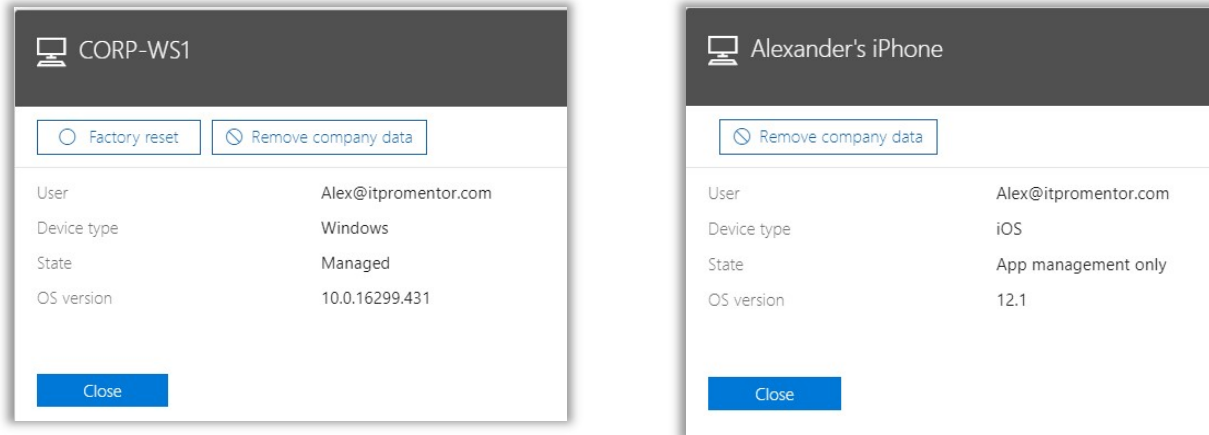 CORP-WS1
Factory reset
Remove company data
User Alex@itpromentor.com
Device type Windows
State Managed
OS version 10.0.16299.431
Close
Alexander's iPhone
Remove company data
User Alex@itpromentor.com
Device type iOS
State App management only
OS version 12.1
Close